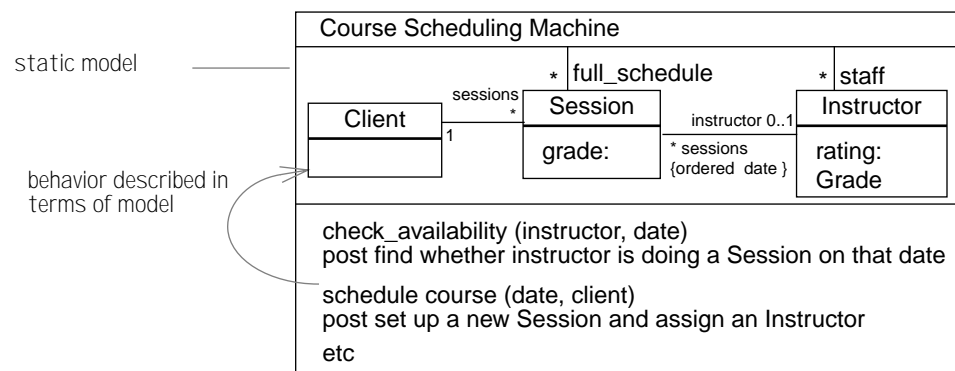 Course Scheduling Machine
static model
* full_schedule
* staff
sessions
*
Client
1
Session
grade:
instructor 0..1
* sessions
{ordered date }
Instructor
rating:
Grade
behavior described in
terms of model
check_availability (instructor, date)
post find whether instructor is doing a Session on that date
schedule course (date, client)
post set up a new Session and assign an Instructor
etc